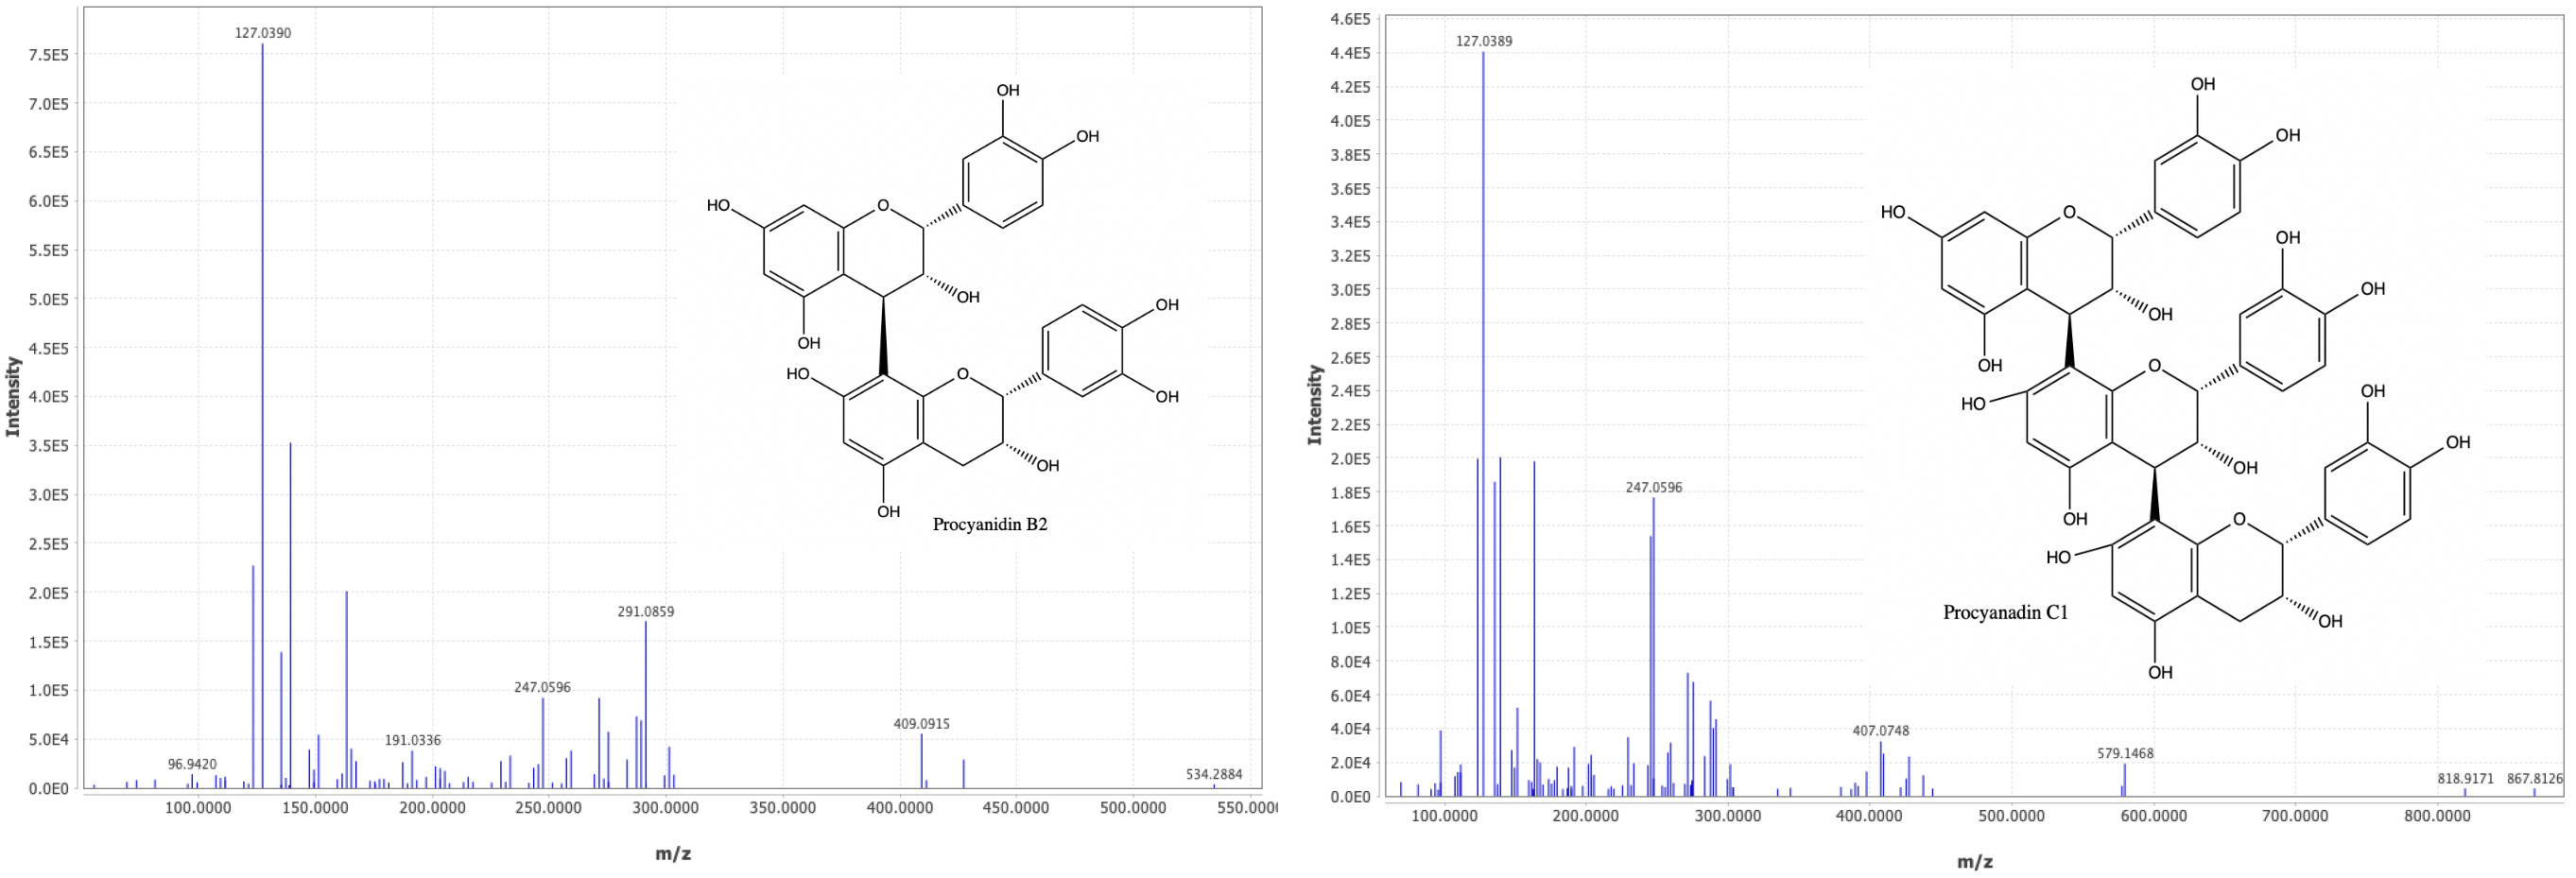 127.0390
7.5E5
7.0E5
6.5E5
6.0E5
5.5E5
5.0E5
4.5E5
4.0E5
3.5E5
3.0E5
2.5E5
2.0E5
1.5E5
1.0E5
5.0E4
0.0E0
Intensity
96.9420
191.0336
247.0596
291.0859
409.0915
534.2884
100.0000 150.0000 200.0000 250.0000 300.0000 350.0000 400.0000 450.0000 500.0000
m/z
OH
OH
HO
O
OH
OH
OH
HO
O
OH
OH
OH
Procyanidin B2
127.0389
4.6E5
4.4E5
4.2E5
4.0E5
3.8E5
3.6E5
3.4E5
3.2E5
3.0E5
2.8E5
2.6E5
2.4E5
2.2E5
2.0E5
1.8E5
1.6E5
1.4E5
1.2E5
1.0E5
8.0E4
6.0E4
4.0E4
2.0E4
0.0E0
Intensity
247.0596
407.0748
579.1468
818.9171 867.8126
100.0000 200.0000 300.0000 400.0000 500.0000 600.0000 700.0000 800.0000
m/z
OH
OH
HO
O
OH
OH
OH
OH
O
HO
OH
OH
OH
OH
O
HO
OH
OH
Procyanadin C1